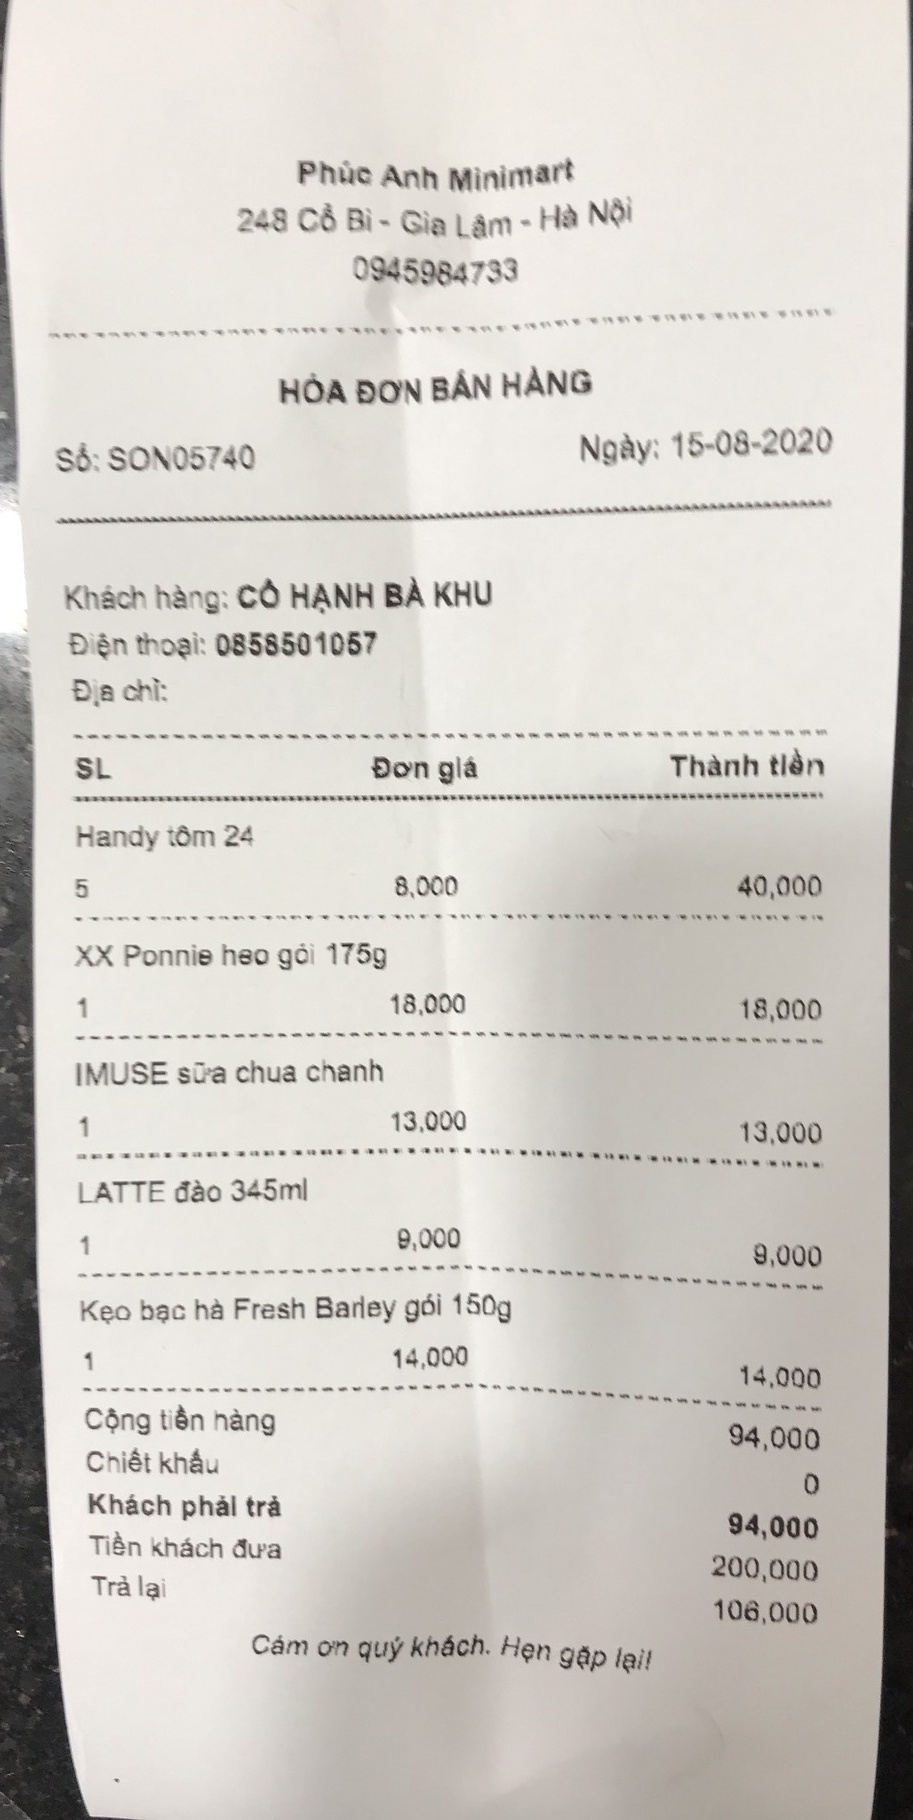 Phúc Anh Minimart
248 Cổ Bi - Gia Lâm - Hà Nội
0945984733
HÓA ĐƠN BÁN HÀNG
Số: SON05740 Ngày: 15-08-2020
Khách hàng: CÔ HẠNH BÀ KHU
Điện thoại: 0858501057
Địa chỉ:
SL Đơn giá Thành tiền
Handy tôm 24
5 8,000 40,000
XX Ponnie heo gói 175g
1 18,000 18,000
IMUSE sữa chua chanh
1 13,000 13,000
LATTE đào 345ml
1 9,000 9,000
Kẹo bạc hà Fresh Barley gói 150g
1 14,000 14,000
Cộng tiền hàng 94,000
Chiết khấu 0
Khách phải trả 94,000
Tiền khách đưa 200,000
Trả lại 106,000
Cám ơn quý khách. Hẹn gặp lại!